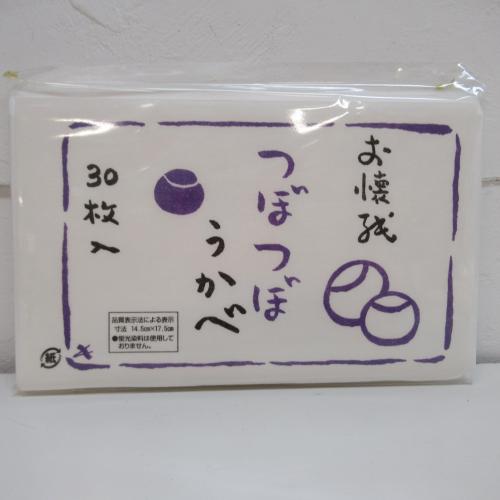 お懐紙
つぼつぼ
うかべ
30枚入
品質表示法による表示
寸法 14.5cm×17.5cm
●蛍光染料は使用して
おりません。
紙